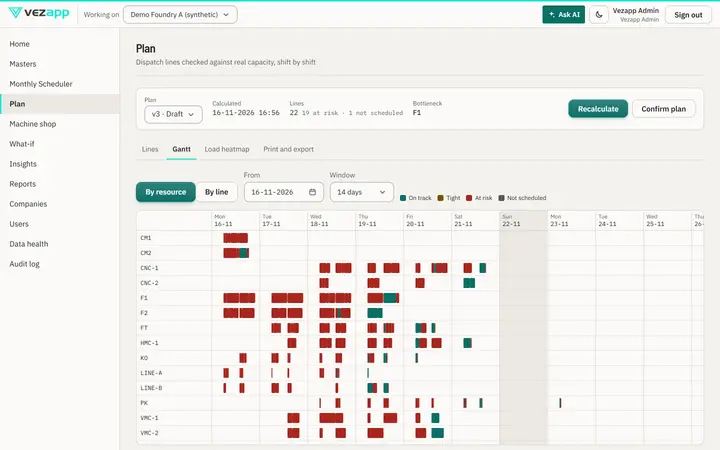 vezapp
Working on
Demo Foundry A (synthetic)
Ask AI
Vezapp Admin
Vezapp Admin
Sign out
Home
Masters
Monthly Scheduler
Plan
Machine shop
What-if
Insights
Reports
Companies
Users
Data health
Audit log
Plan
Dispatch lines checked against real capacity, shift by shift
Plan
v3 · Draft
Calculated
16-11-2026 16:56
Lines
22 19 at risk · 1 not scheduled
Bottleneck
F1
Recalculate
Confirm plan
Lines
Gantt
Load heatmap
Print and export
By resource
By line
From
16-11-2026
Window
14 days
On track
Tight
At risk
Not scheduled
Mon
16-11
Tue
17-11
Wed
18-11
Thu
19-11
Fri
20-11
Sat
21-11
Sun
22-11
Mon
23-11
Tue
24-11
Wed
25-11
Thu
26-11
CM1
CM2
CNC-1
CNC-2
F1
F2
FT
HMC-1
KO
LINE-A
LINE-B
PK
VMC-1
VMC-2